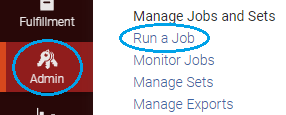 Fulfillment
Admin
Manage Jobs and Sets
Run a Job
Monitor Jobs
Manage Sets
Manage Exports